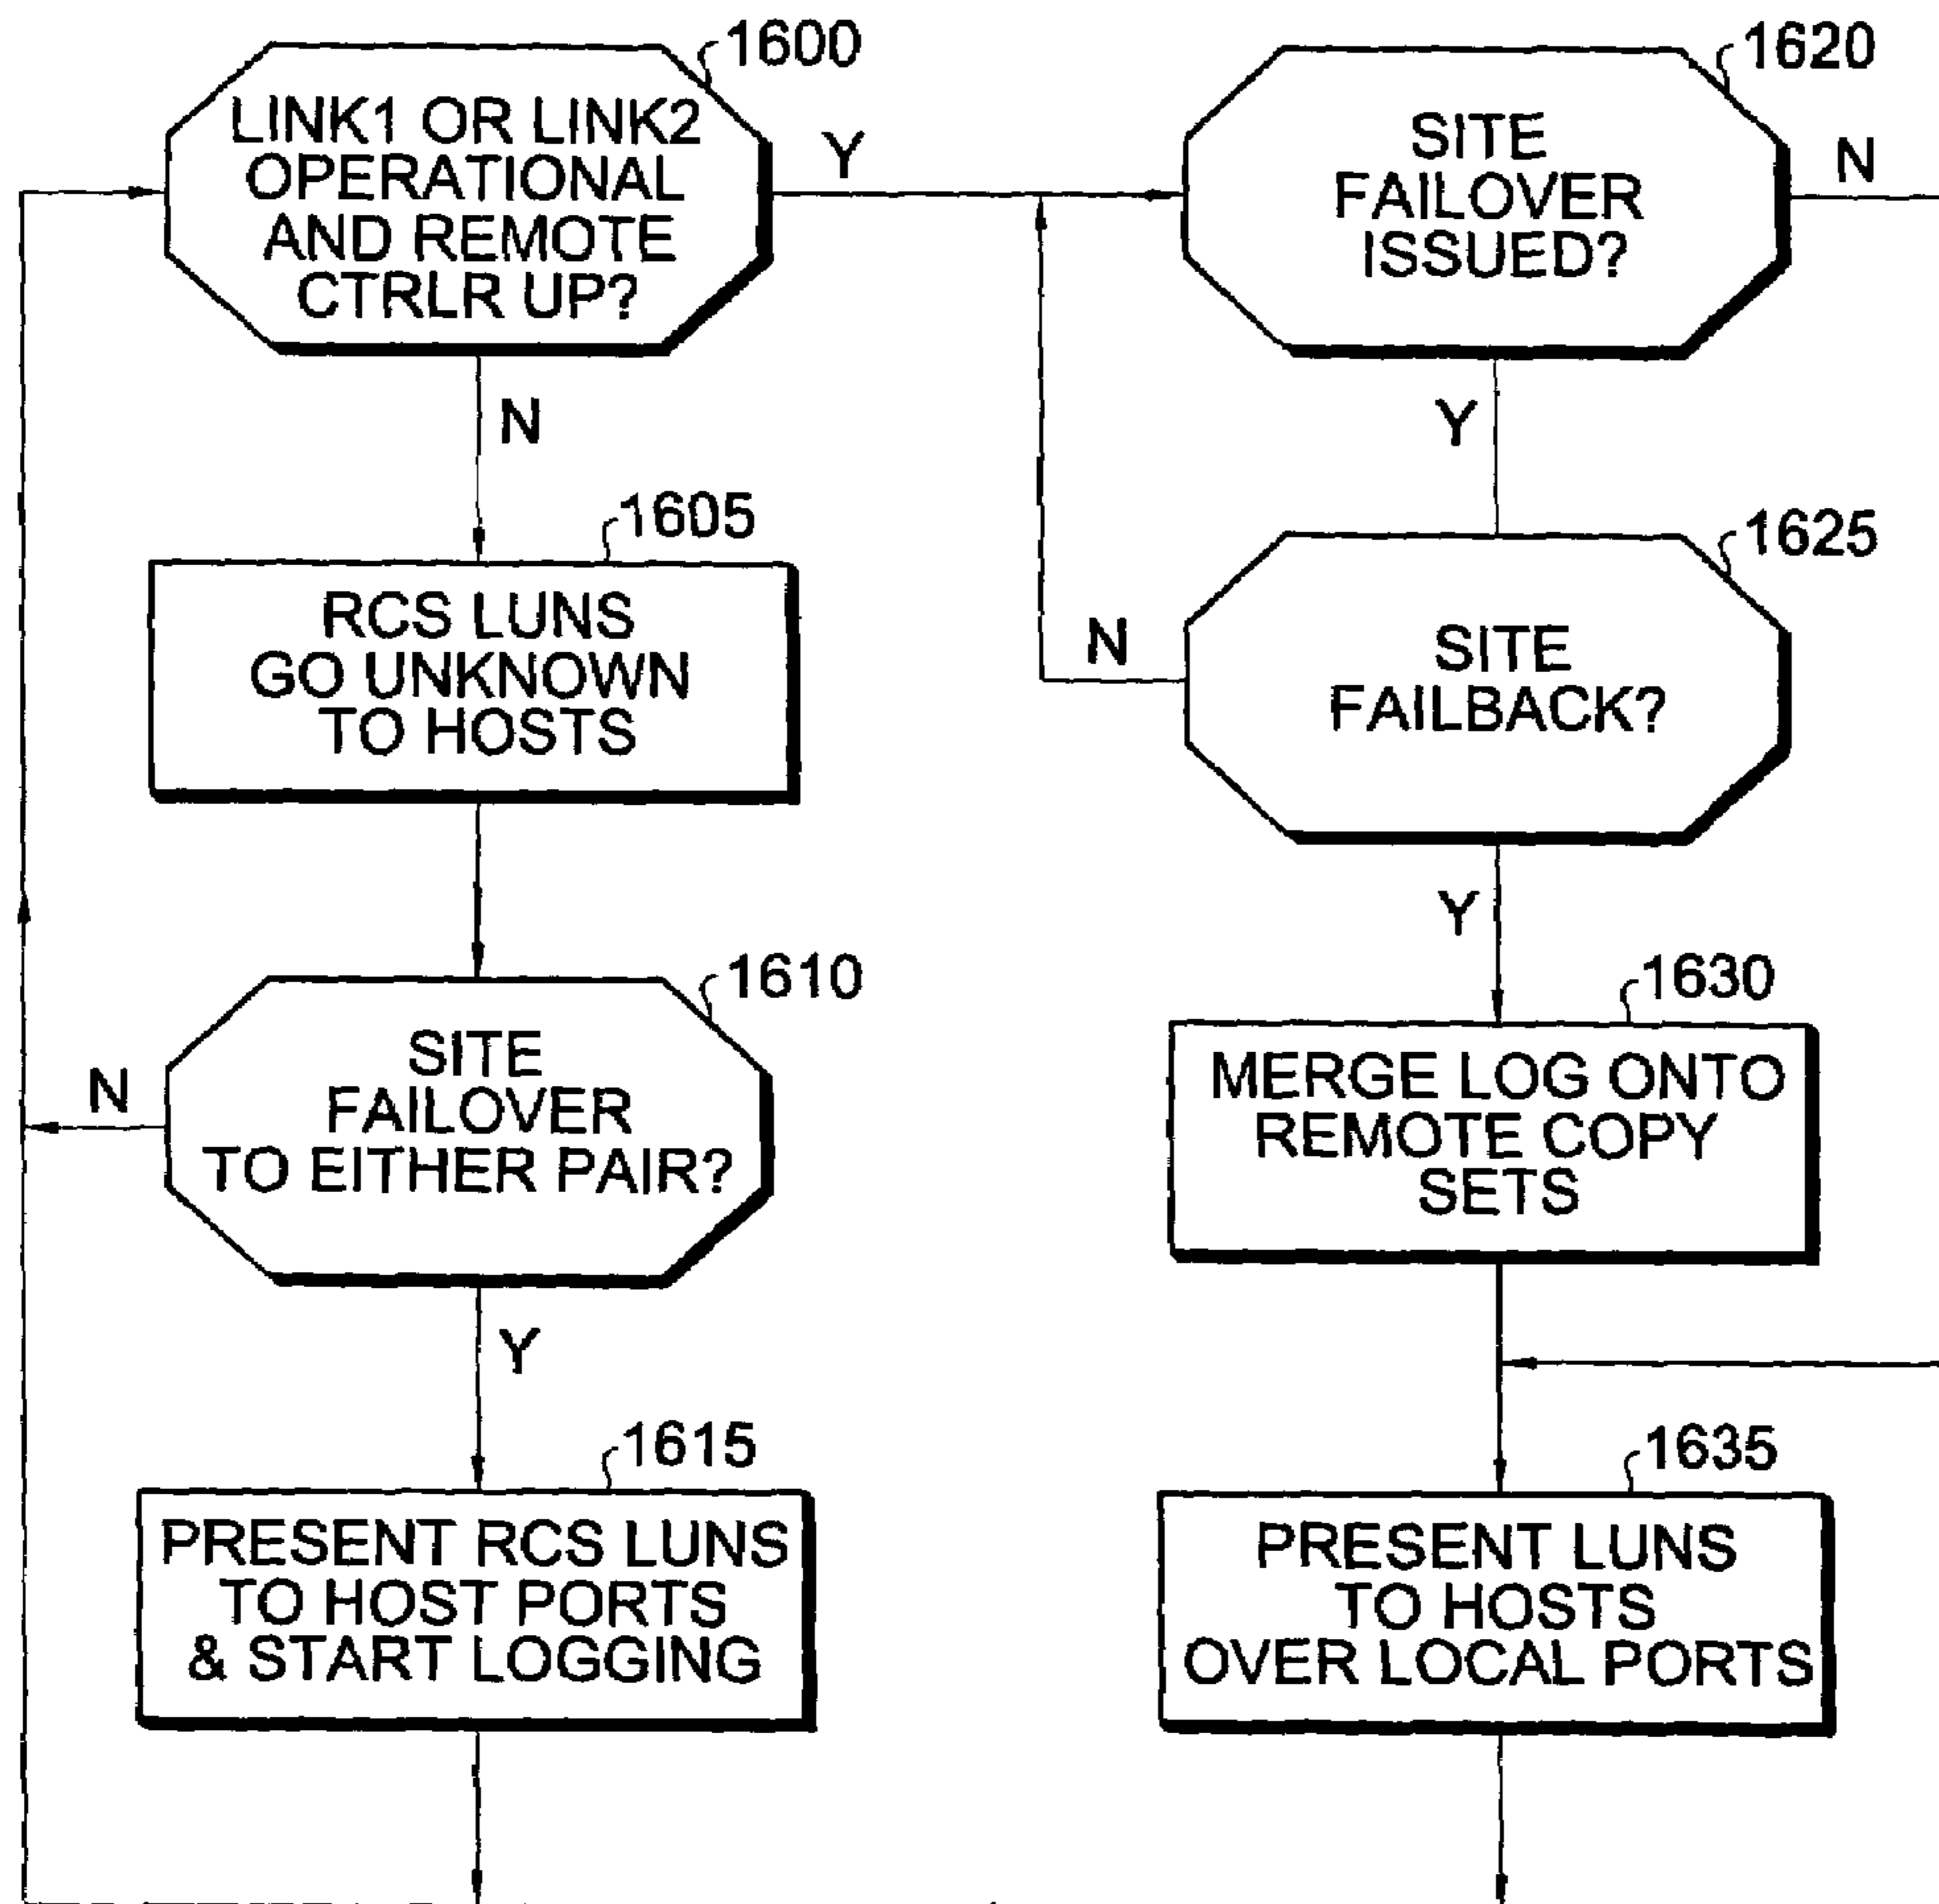 1600
LINK1 OR LINK2
OPERATIONAL
AND REMOTE
CTRLR UP?
Y
N
1605
RCS LUNS
GO UNKNOWN
TO HOSTS
1610
SITE
FAILOVER
TO EITHER PAIR?
N
Y
1615
PRESENT RCS LUNS
TO HOST PORTS
& START LOGGING
1620
SITE
FAILOVER
ISSUED?
N
Y
1625
SITE
FAILBACK?
N
Y
1630
MERGE LOG ONTO
REMOTE COPY
SETS
1635
PRESENT LUNS
TO HOSTS
OVER LOCAL PORTS